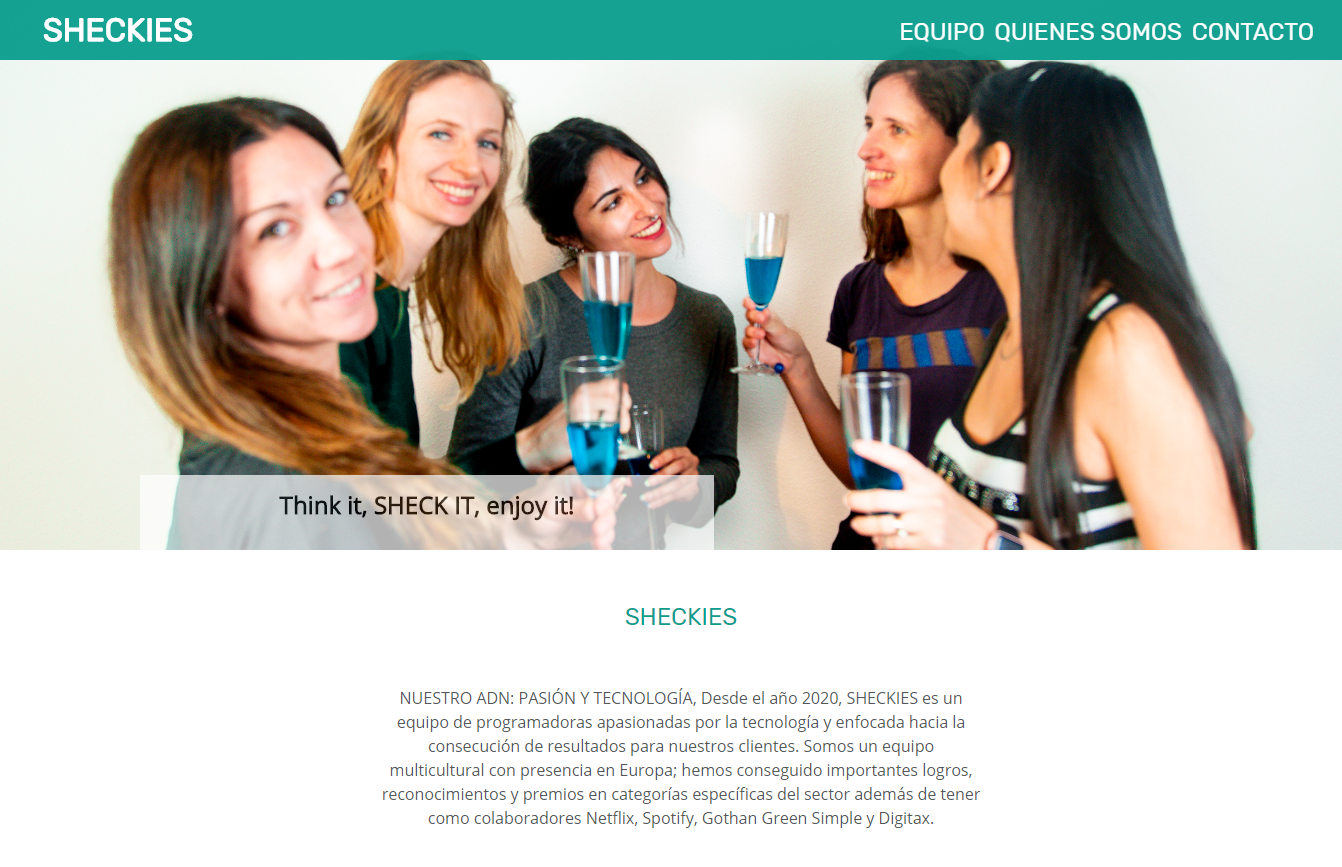 SHECKIES
EQUIPO QUIENES SOMOS CONTACTO
Think it, SHECK IT, enjoy it!
SHECKIES
NUESTRO ADN: PASIÓN Y TECNOLOGÍA, Desde el año 2020, SHECKIES es un
equipo de programadoras apasionadas por la tecnología y enfocada hacia la
consecución de resultados para nuestros clientes. Somos un equipo
multicultural con presencia en Europa; hemos conseguido importantes logros,
reconocimientos y premios en categorías específicas del sector además de tener
como colaboradores Netflix, Spotify, Gothan Green Simple y Digitax.